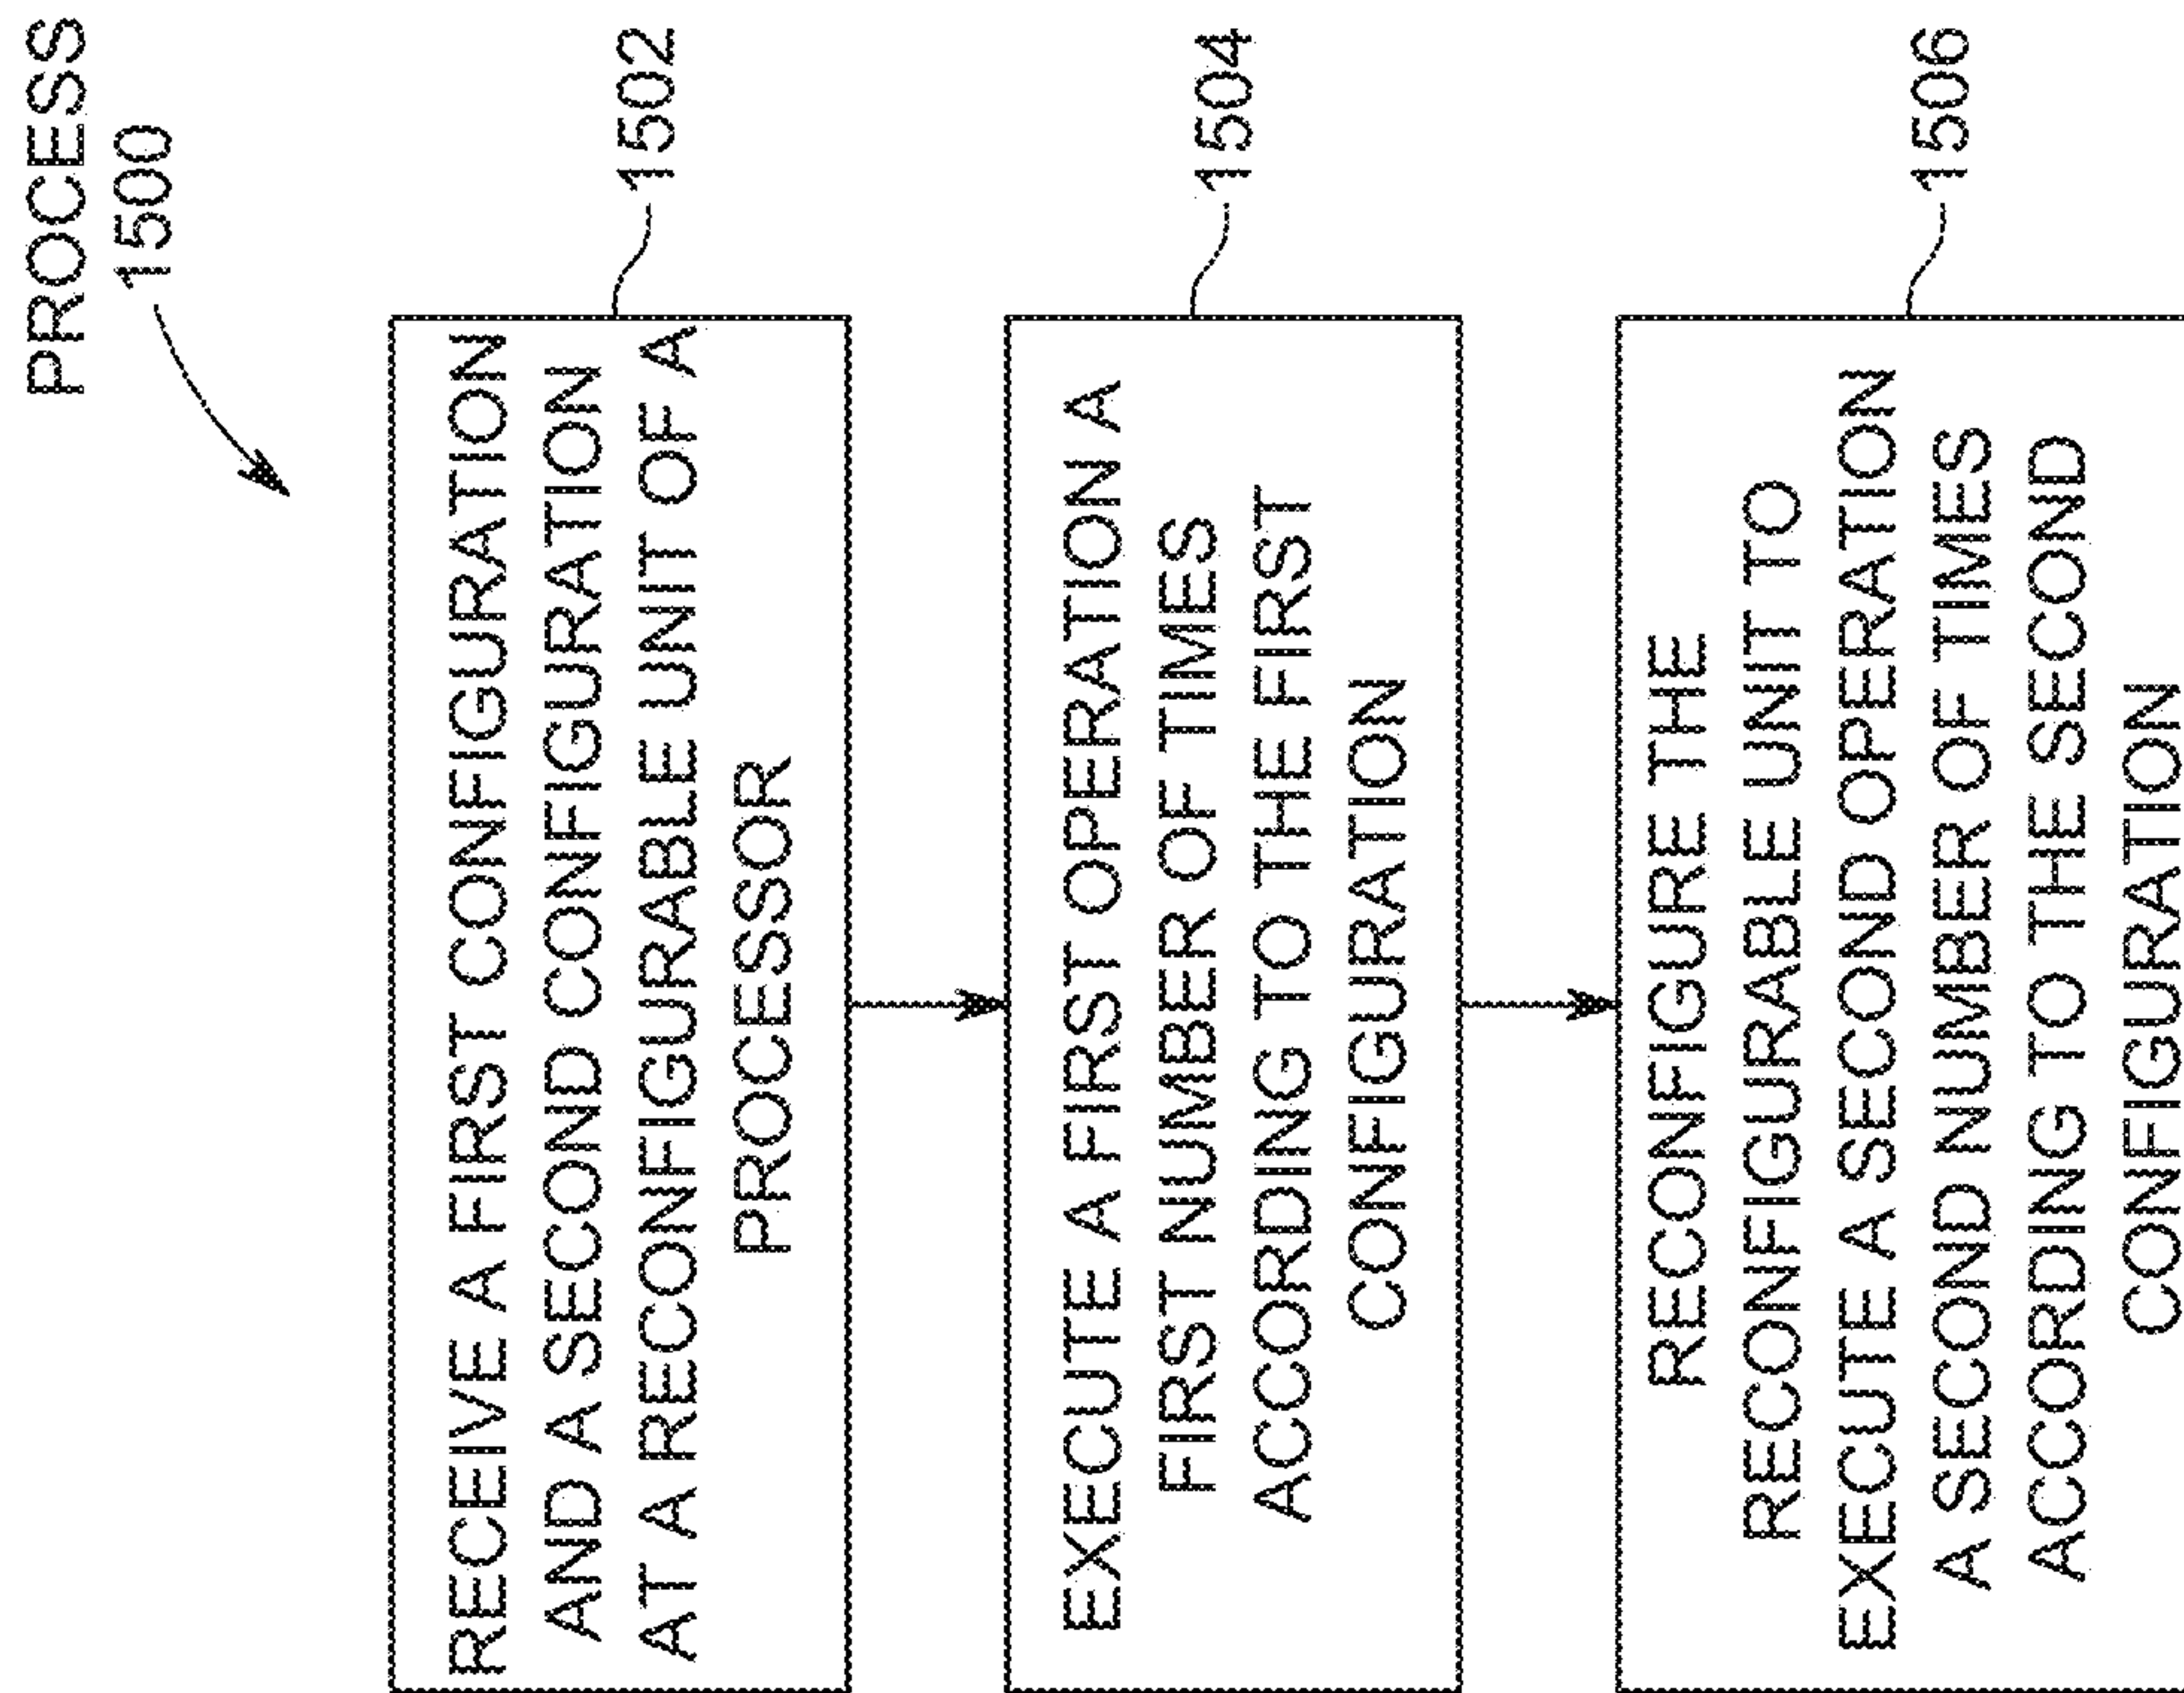 PROCESS
1500
RECEIVE A FIRST CONFIGURATION
AND A SECOND CONFIGURATION
AT A RECONFIGURABLE UNIT OF A
PROCESSOR
1502
EXECUTE A FIRST OPERATION A
FIRST NUMBER OF TIMES
ACCORDING TO THE FIRST
CONFIGURATION
1504
RECONFIGURE THE
RECONFIGURABLE UNIT TO
EXECUTE A SECOND OPERATION
A SECOND NUMBER OF TIMES
ACCORDING TO THE SECOND
CONFIGURATION
1506